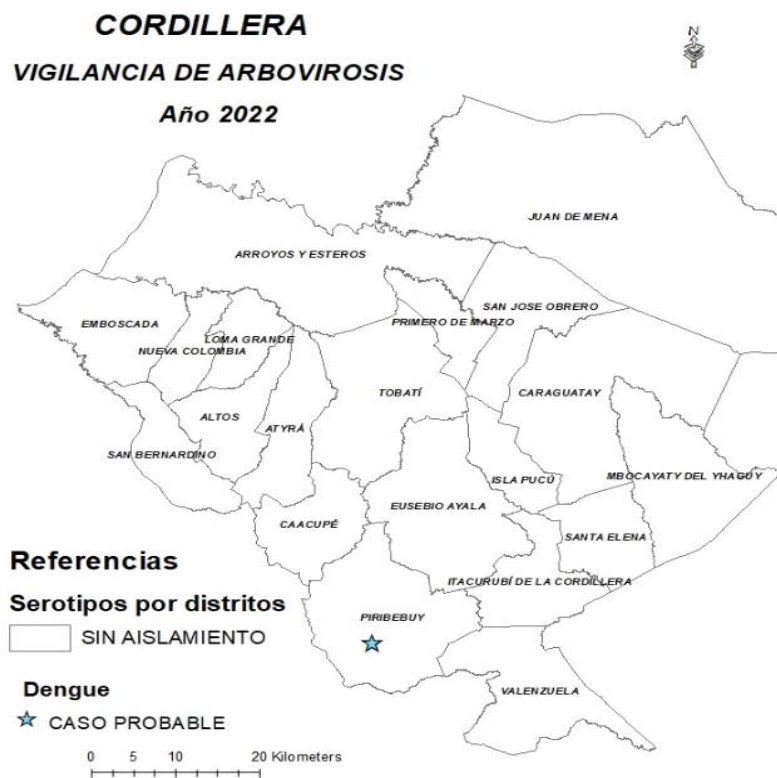 CORDILLERA
VIGILANCIA DE ARBOVIROSIS
Año 2022
N
JUAN DE MENA
ARROYOS Y ESTEROS
SAN JOSE OBRERO
EMBOSCADA
PRIMERO DE MARZO
LOMA GRANDE
NUEVA COLOMBIA
TOBATÍ
CARAGUATAY
ALTOS
ATYRÁ
SAN BERNARDINO
ISLA PUCÚ
MBOCAYATY DEL YHAGUY
EUSEBIO AYALA
CAACUPÉ
SANTA ELENA
Referencias
ITACURUBÍ DE LA CORDILLERA
Serotipos por distritos
PIRIBEBUY
SIN AISLAMIENTO
Dengue
VALENZUELA
CASO PROBABLE
0 5 10 20 Kilometers